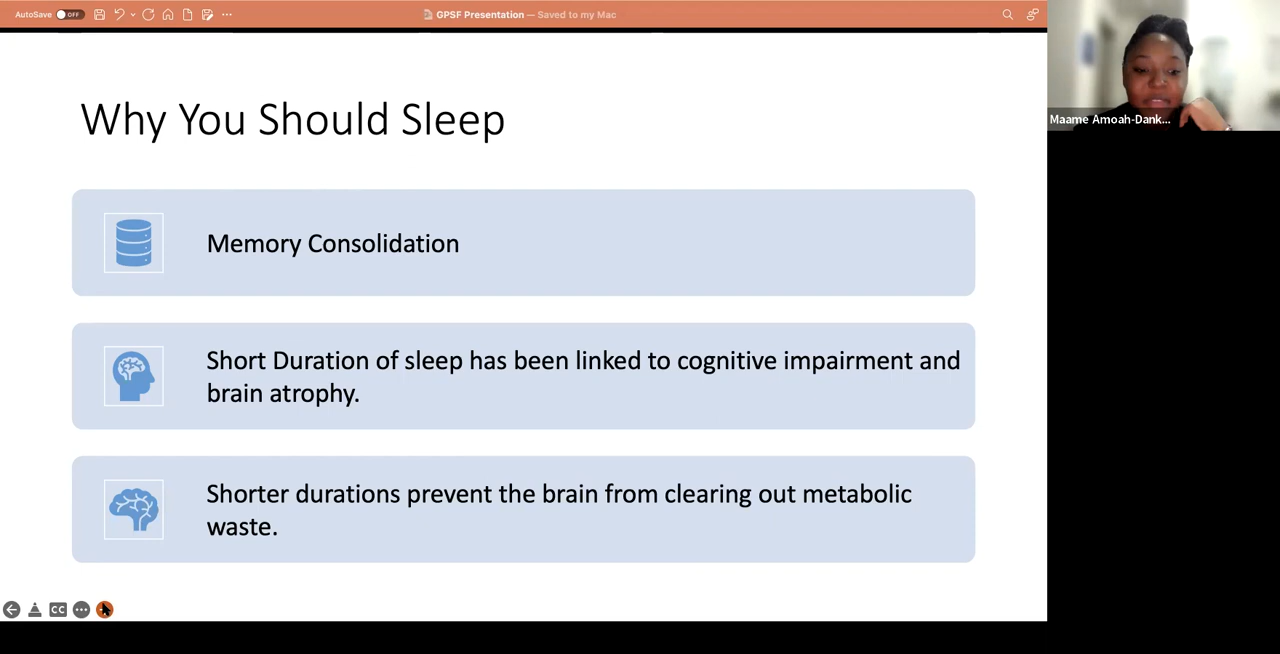 AutoSave OFF
GPSF Presentation — Saved to my Mac
Why You Should Sleep
Memory Consolidation
Short Duration of sleep has been linked to cognitive impairment and
brain atrophy.
Shorter durations prevent the brain from clearing out metabolic
waste.
CC
Maame Amoah-Dank...